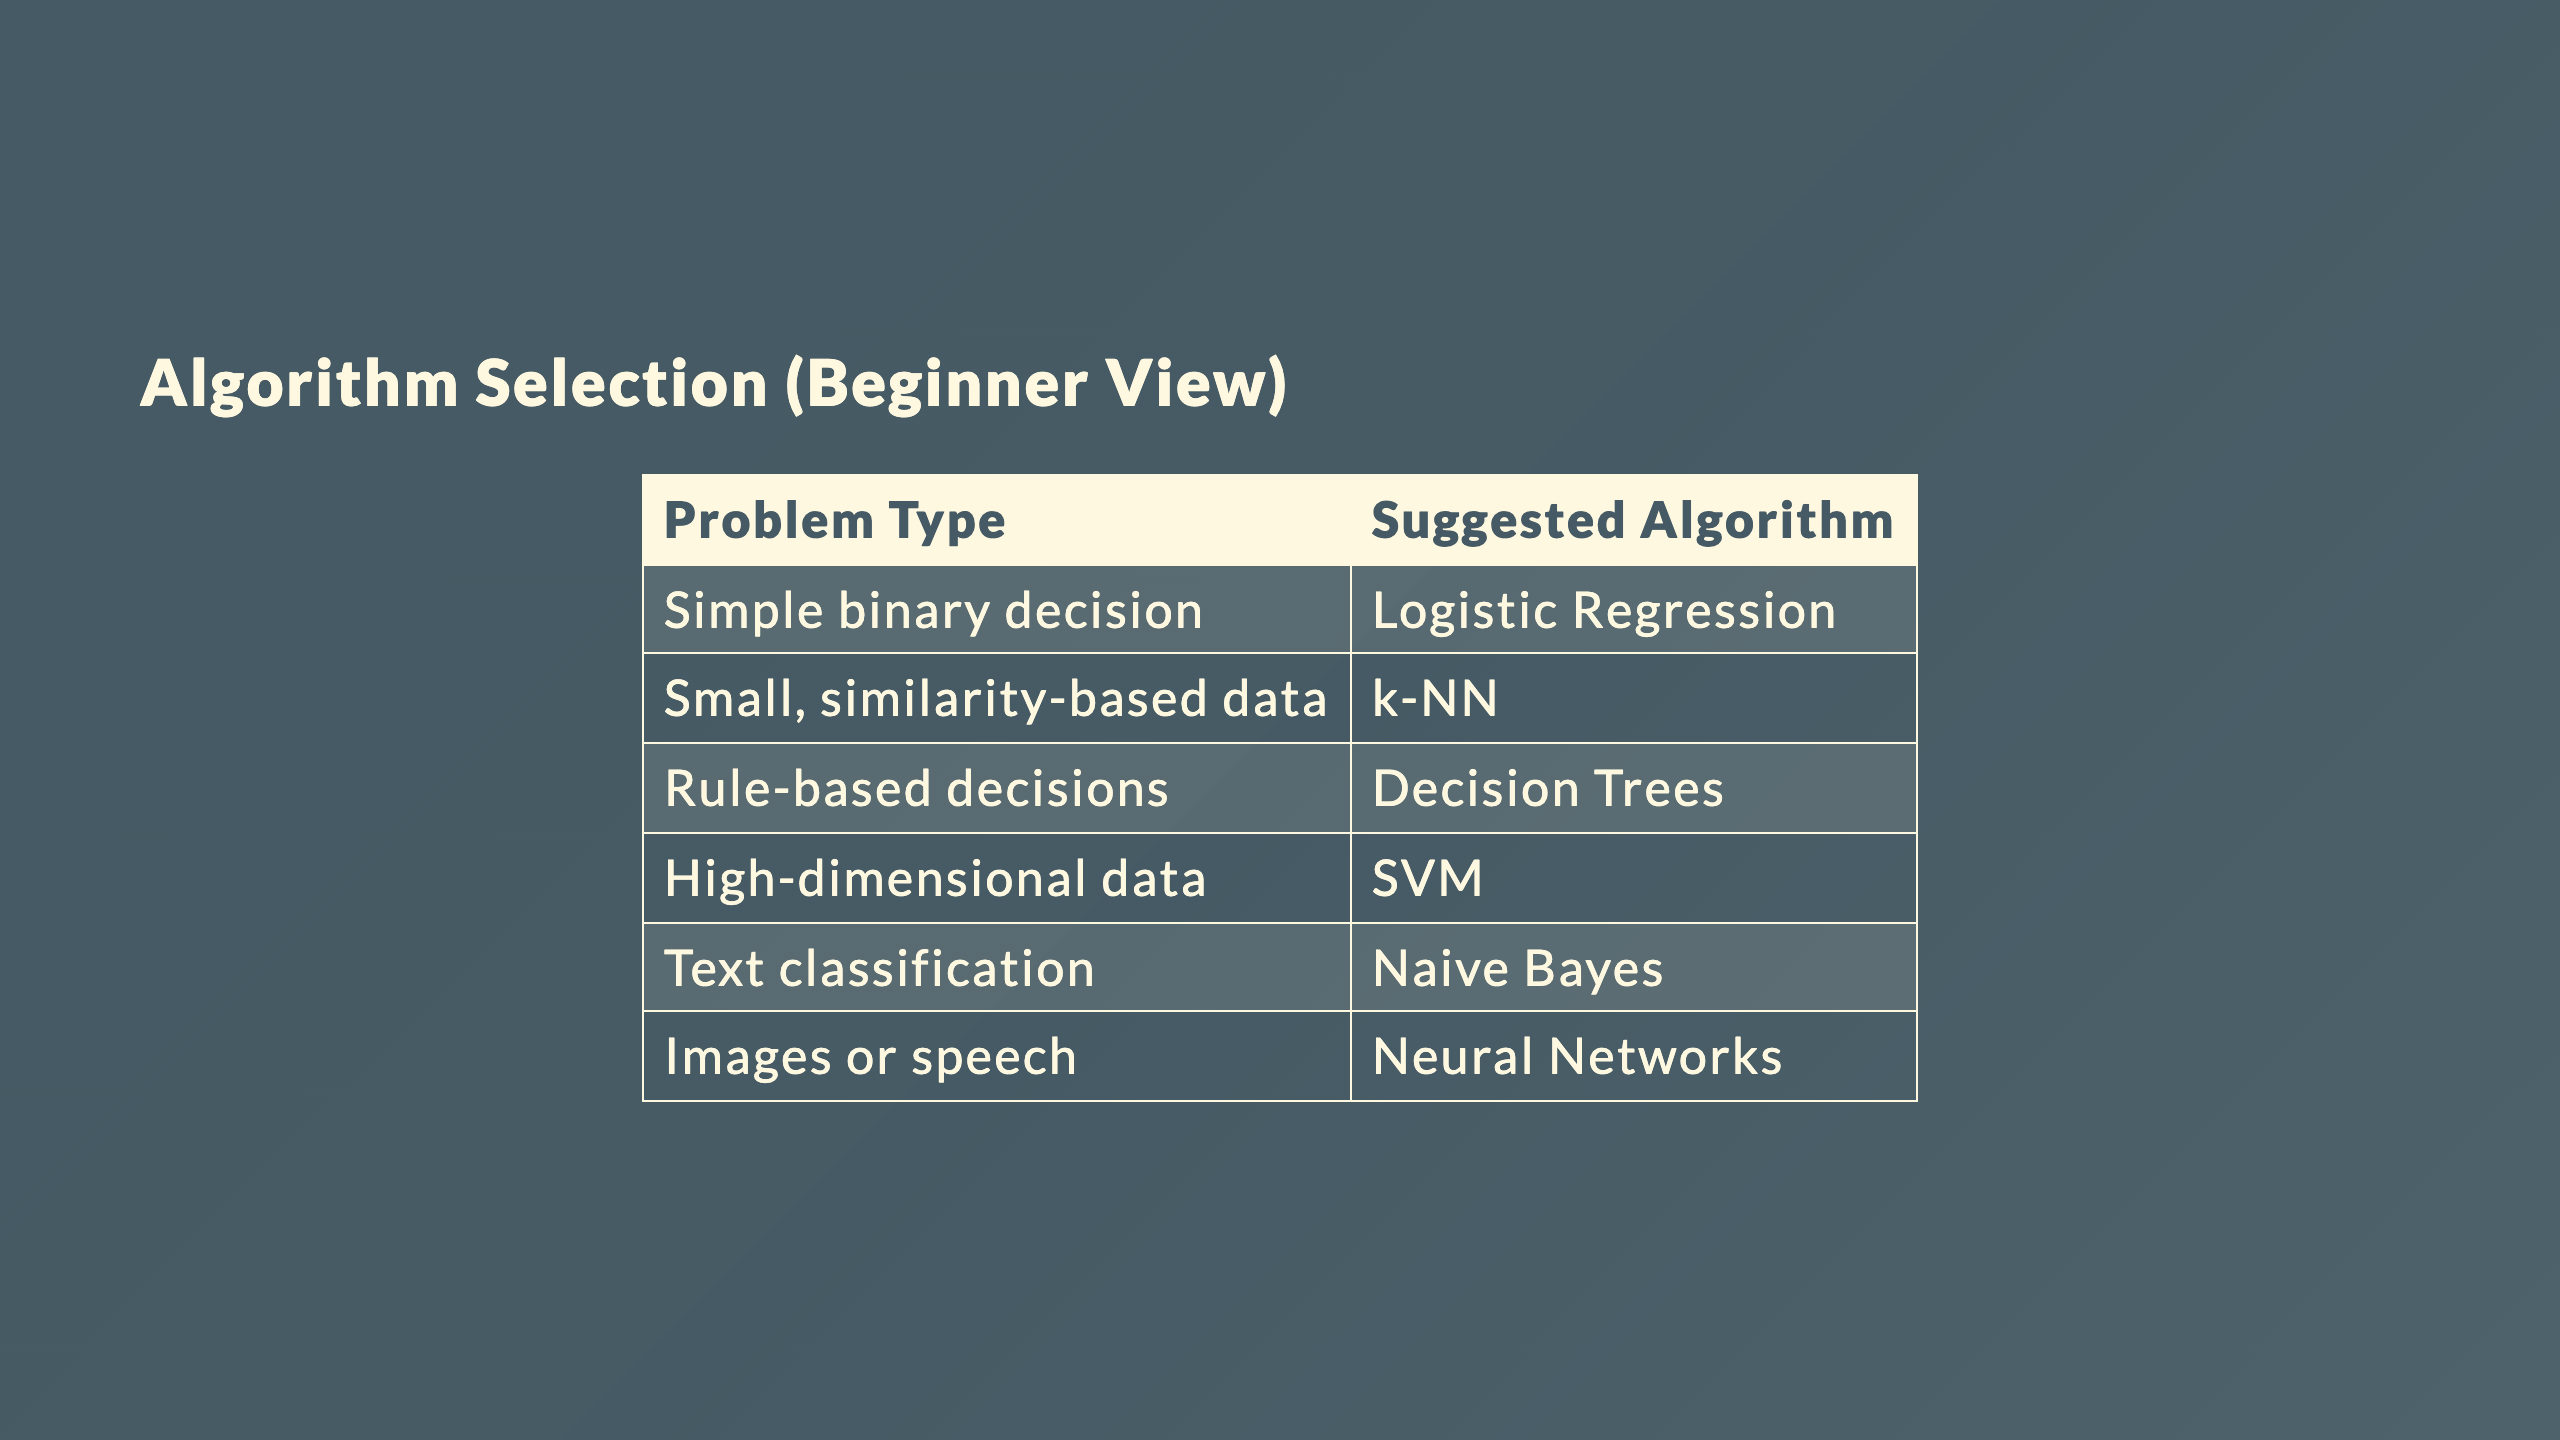 Algorithm Selection (Beginner View)
Problem Type Suggested Algorithm
Simple binary decision Logistic Regression
Small, similarity-based data k-NN
Rule-based decisions Decision Trees
High-dimensional data SVM
Text classification Naive Bayes
Images or speech Neural Networks